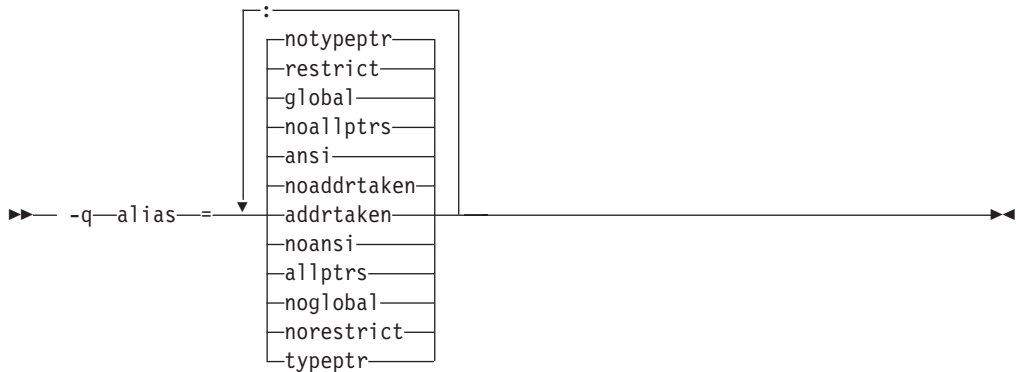 :
notypeptr
restrict
global
noallptrs
ansi
noaddrtaken
-q alias = addrtaken
noansi
allptrs
noglobal
norestrict
typeptr